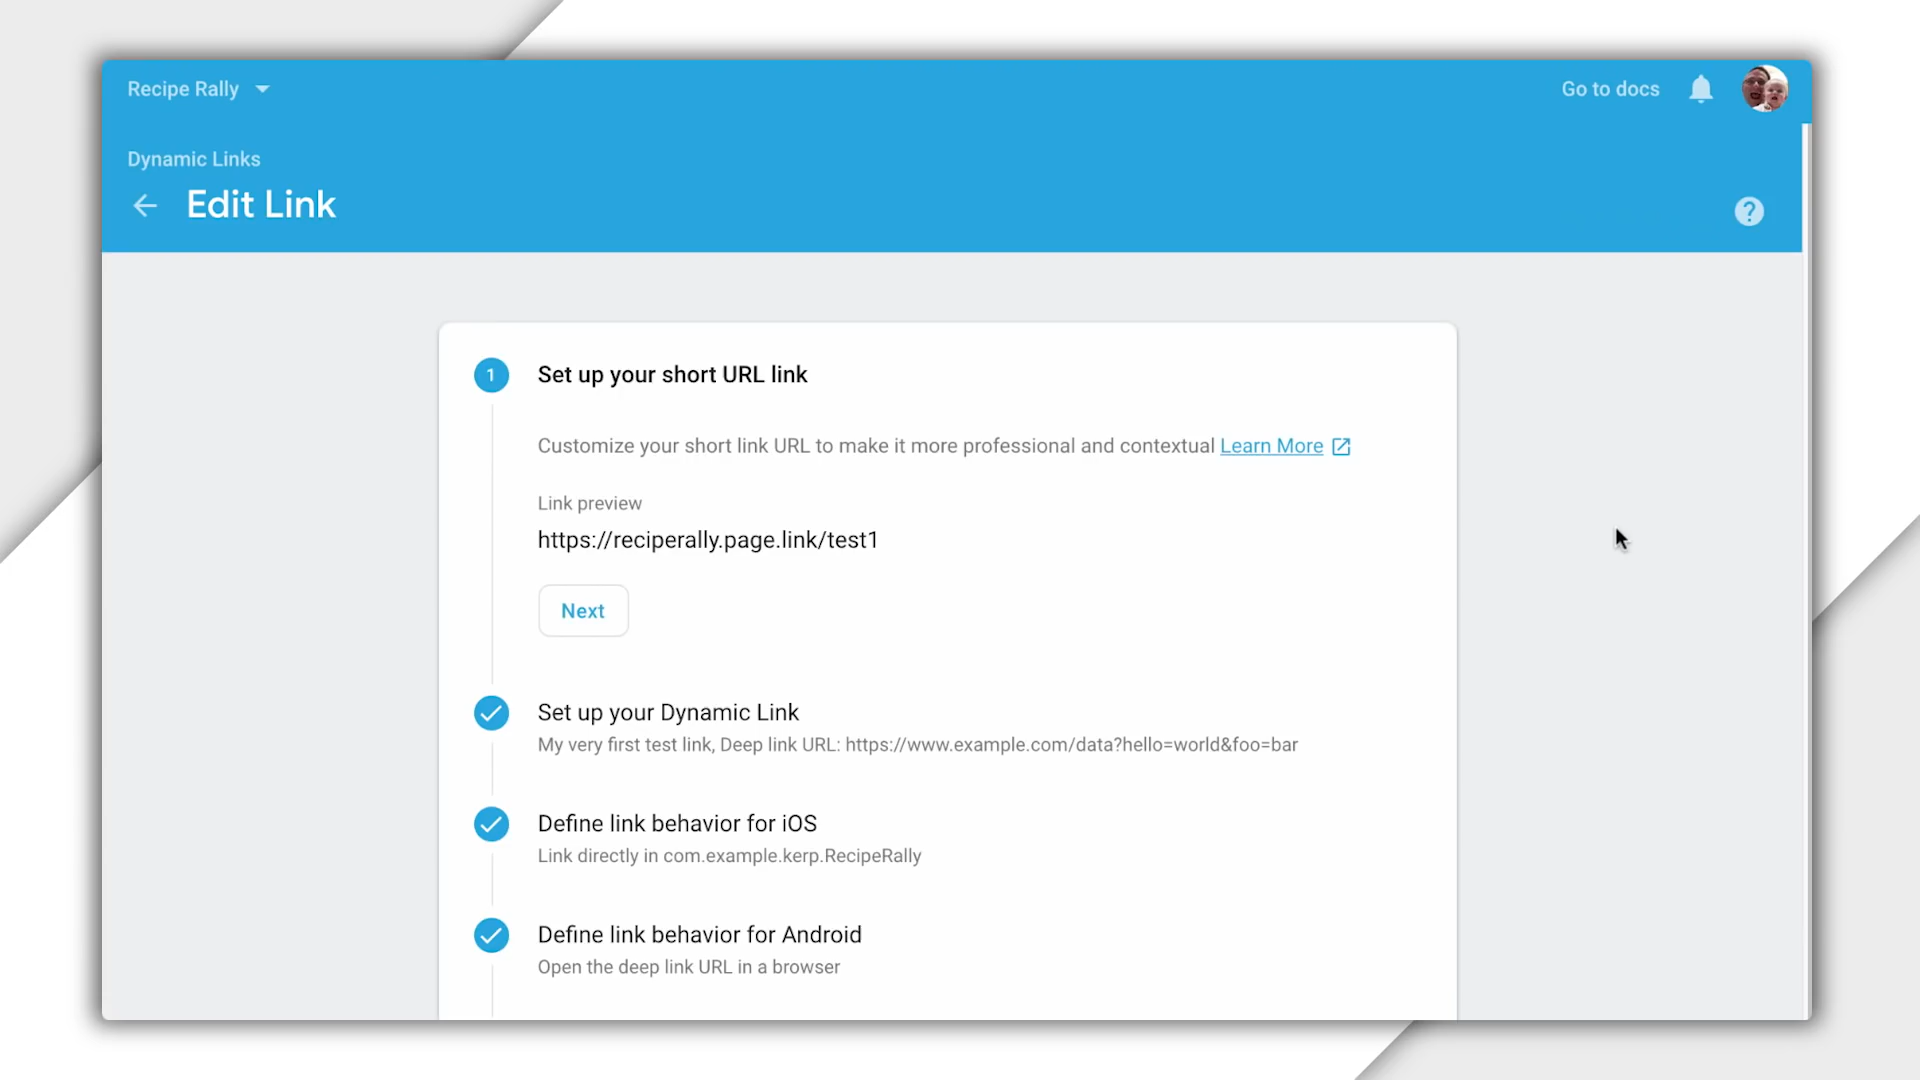 Recipe Rally
Go to docs
Dynamic Links
Edit Link
?
1
Set up your short URL link
Customize your short link URL to make it more professional and contextual Learn More
Link preview
https://reciperally.page.link/test1
Next
Set up your Dynamic Link
My very first test link, Deep link URL: https://www.example.com/data?hello=world&foo=bar
Define link behavior for iOS
Link directly in com.example.kerp.RecipeRally
Define link behavior for Android
Open the deep link URL in a browser